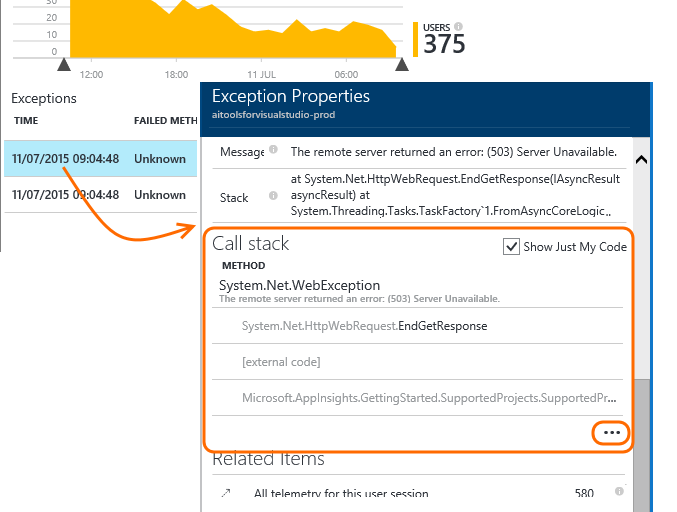 30
20
10
0
12:00 18:00 11 JUL 06:00
USERS
375
Exceptions
TIME FAILED METH
11/07/2015 09:04:48 Unknown
11/07/2015 09:04:48 Unknown
Exception Properties
aitoolsforvisualstudio-prod
Message The remote server returned an error: (503) Server Unavailable.
Stack
at System.Net.HttpWebRequest.EndGetResponse(IAsyncResult
asyncResult) at
System.Threading.Tasks.TaskFactory`1.FromAsyncCoreLogic..
Call stack
Show Just My Code
METHOD
System.Net.WebException
The remote server returned an error: (503) Server Unavailable.
System.Net.HttpWebRequest.EndGetResponse
[external code]
Microsoft.AppInsights.GettingStarted.SupportedProjects.SupportedPr...
•••
Related Items
All telemetry for this user session 580